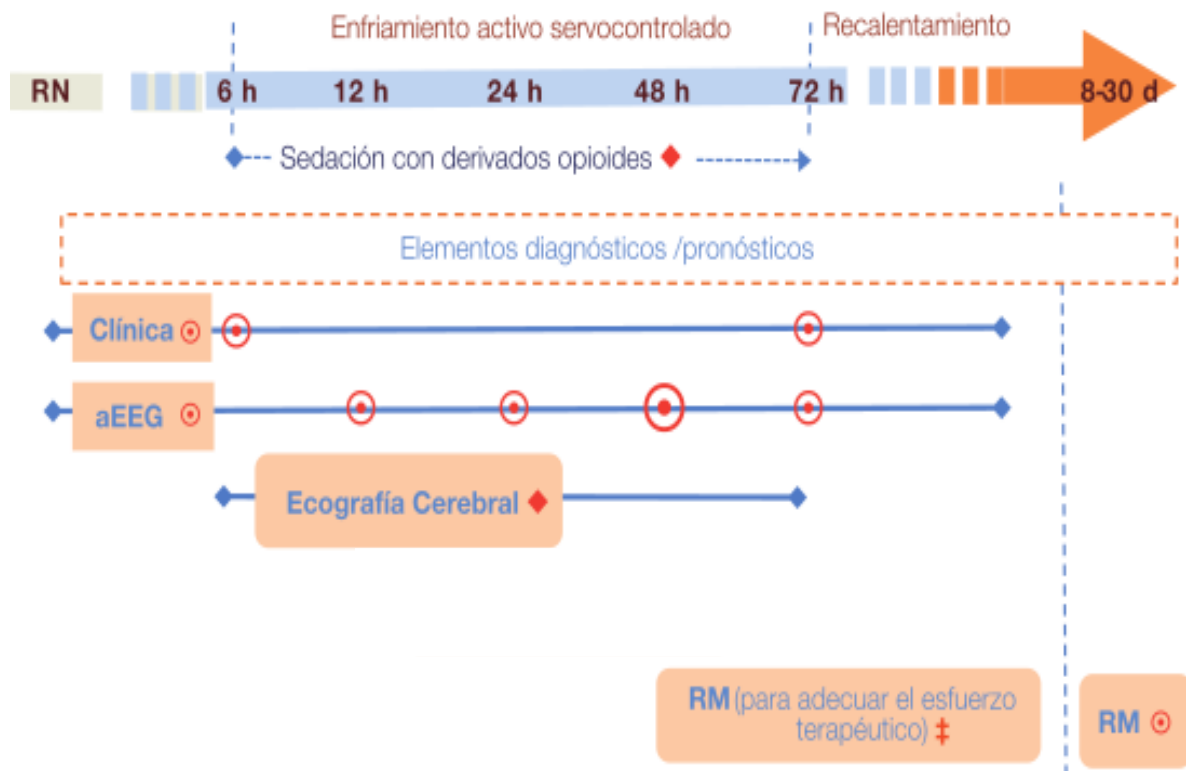 Enfriamiento activo servocontrolado Recalentamiento
RN 6 h 12 h 24 h 48 h 72 h 8-30 d
Sedación con derivados opioides
Elementos diagnósticos /pronósticos
Clínica
aEEG
Ecografía Cerebral
RM (para adecuar el esfuerzo
terapéutico) ‡
RM